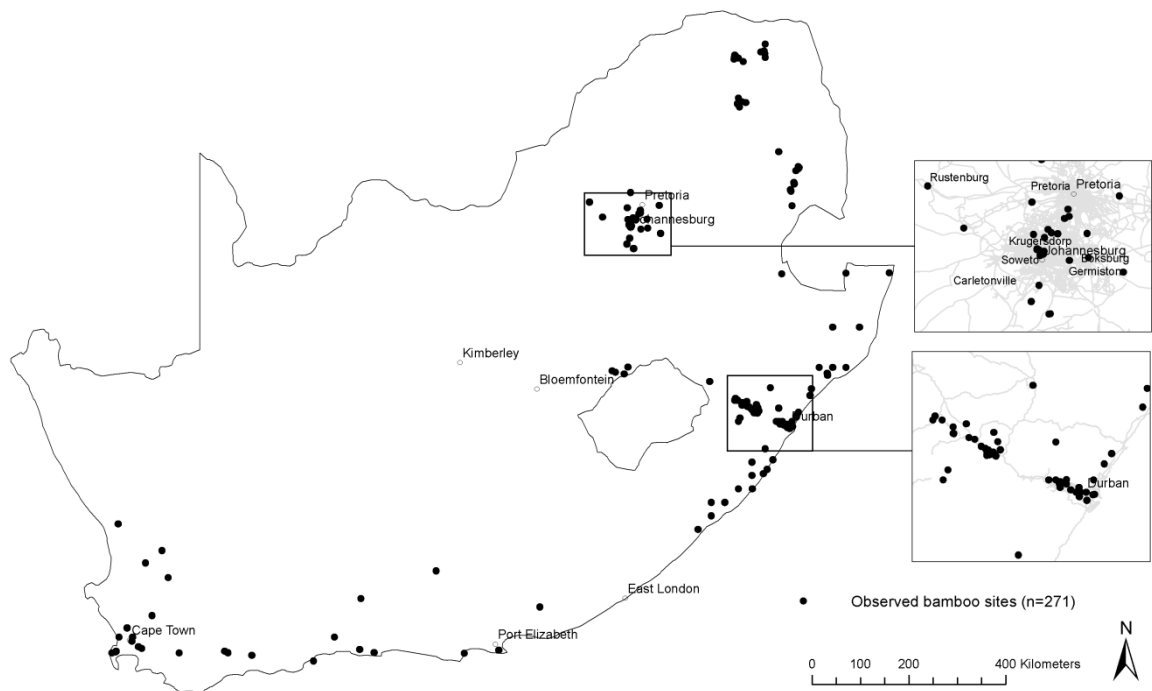 Pretoria
Johannesburg
Rustenburg
Pretoria Pretoria
Krugersdorp
Johannesburg
Soweto Boksburg
Germiston
Carletonville
Kimberley
Bloemfontein
Durban
Durban
East London
Observed bamboo sites (n=271)
Cape Town
Port Elizabeth
N
0 100 200 400 Kilometers